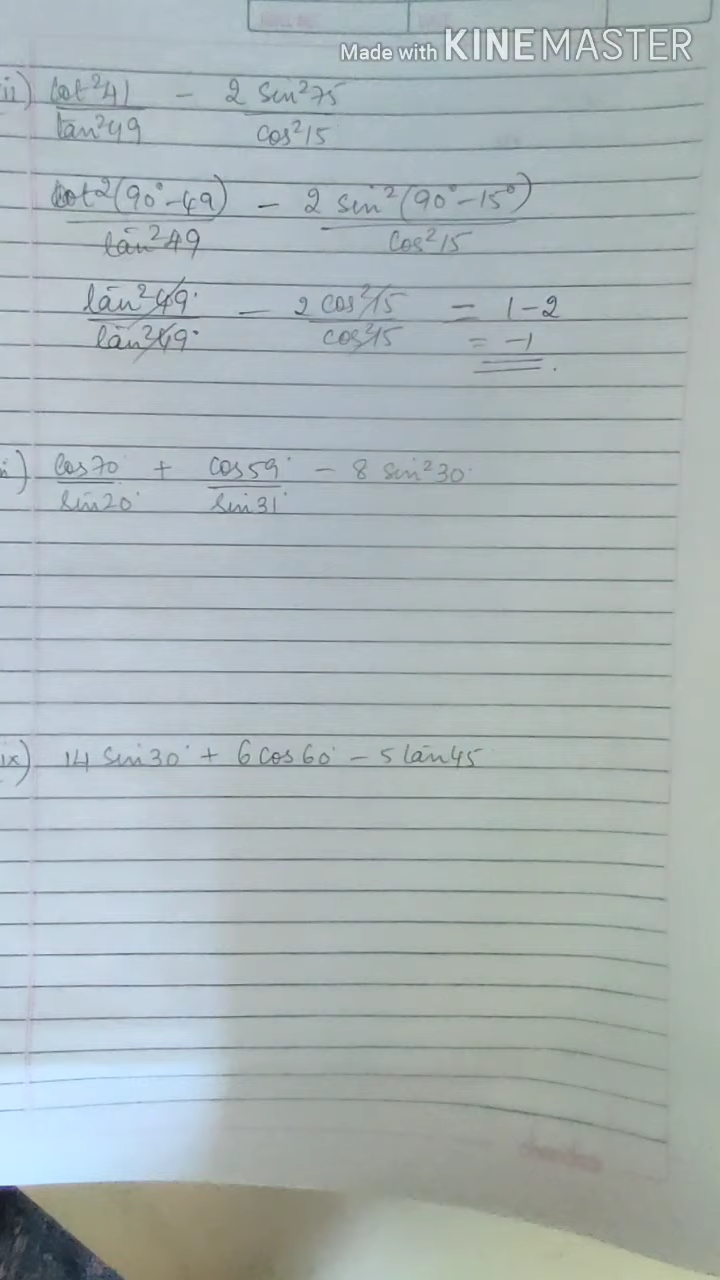 Made with KINEMASTER
ii) cot²41/tan²49 - 2 sin²75/cos²15
cot²(90°-49)/tan²49 - 2 sin²(90°-15°)/cos²15
tan²49°/tan²49° - 2 cos²15/cos²15 = 1-2
= -1
i) cos70°/sin20° + cos59°/sin31° - 8 sin²30°
ix) 14 sin30° + 6 cos60° - 5 tan45